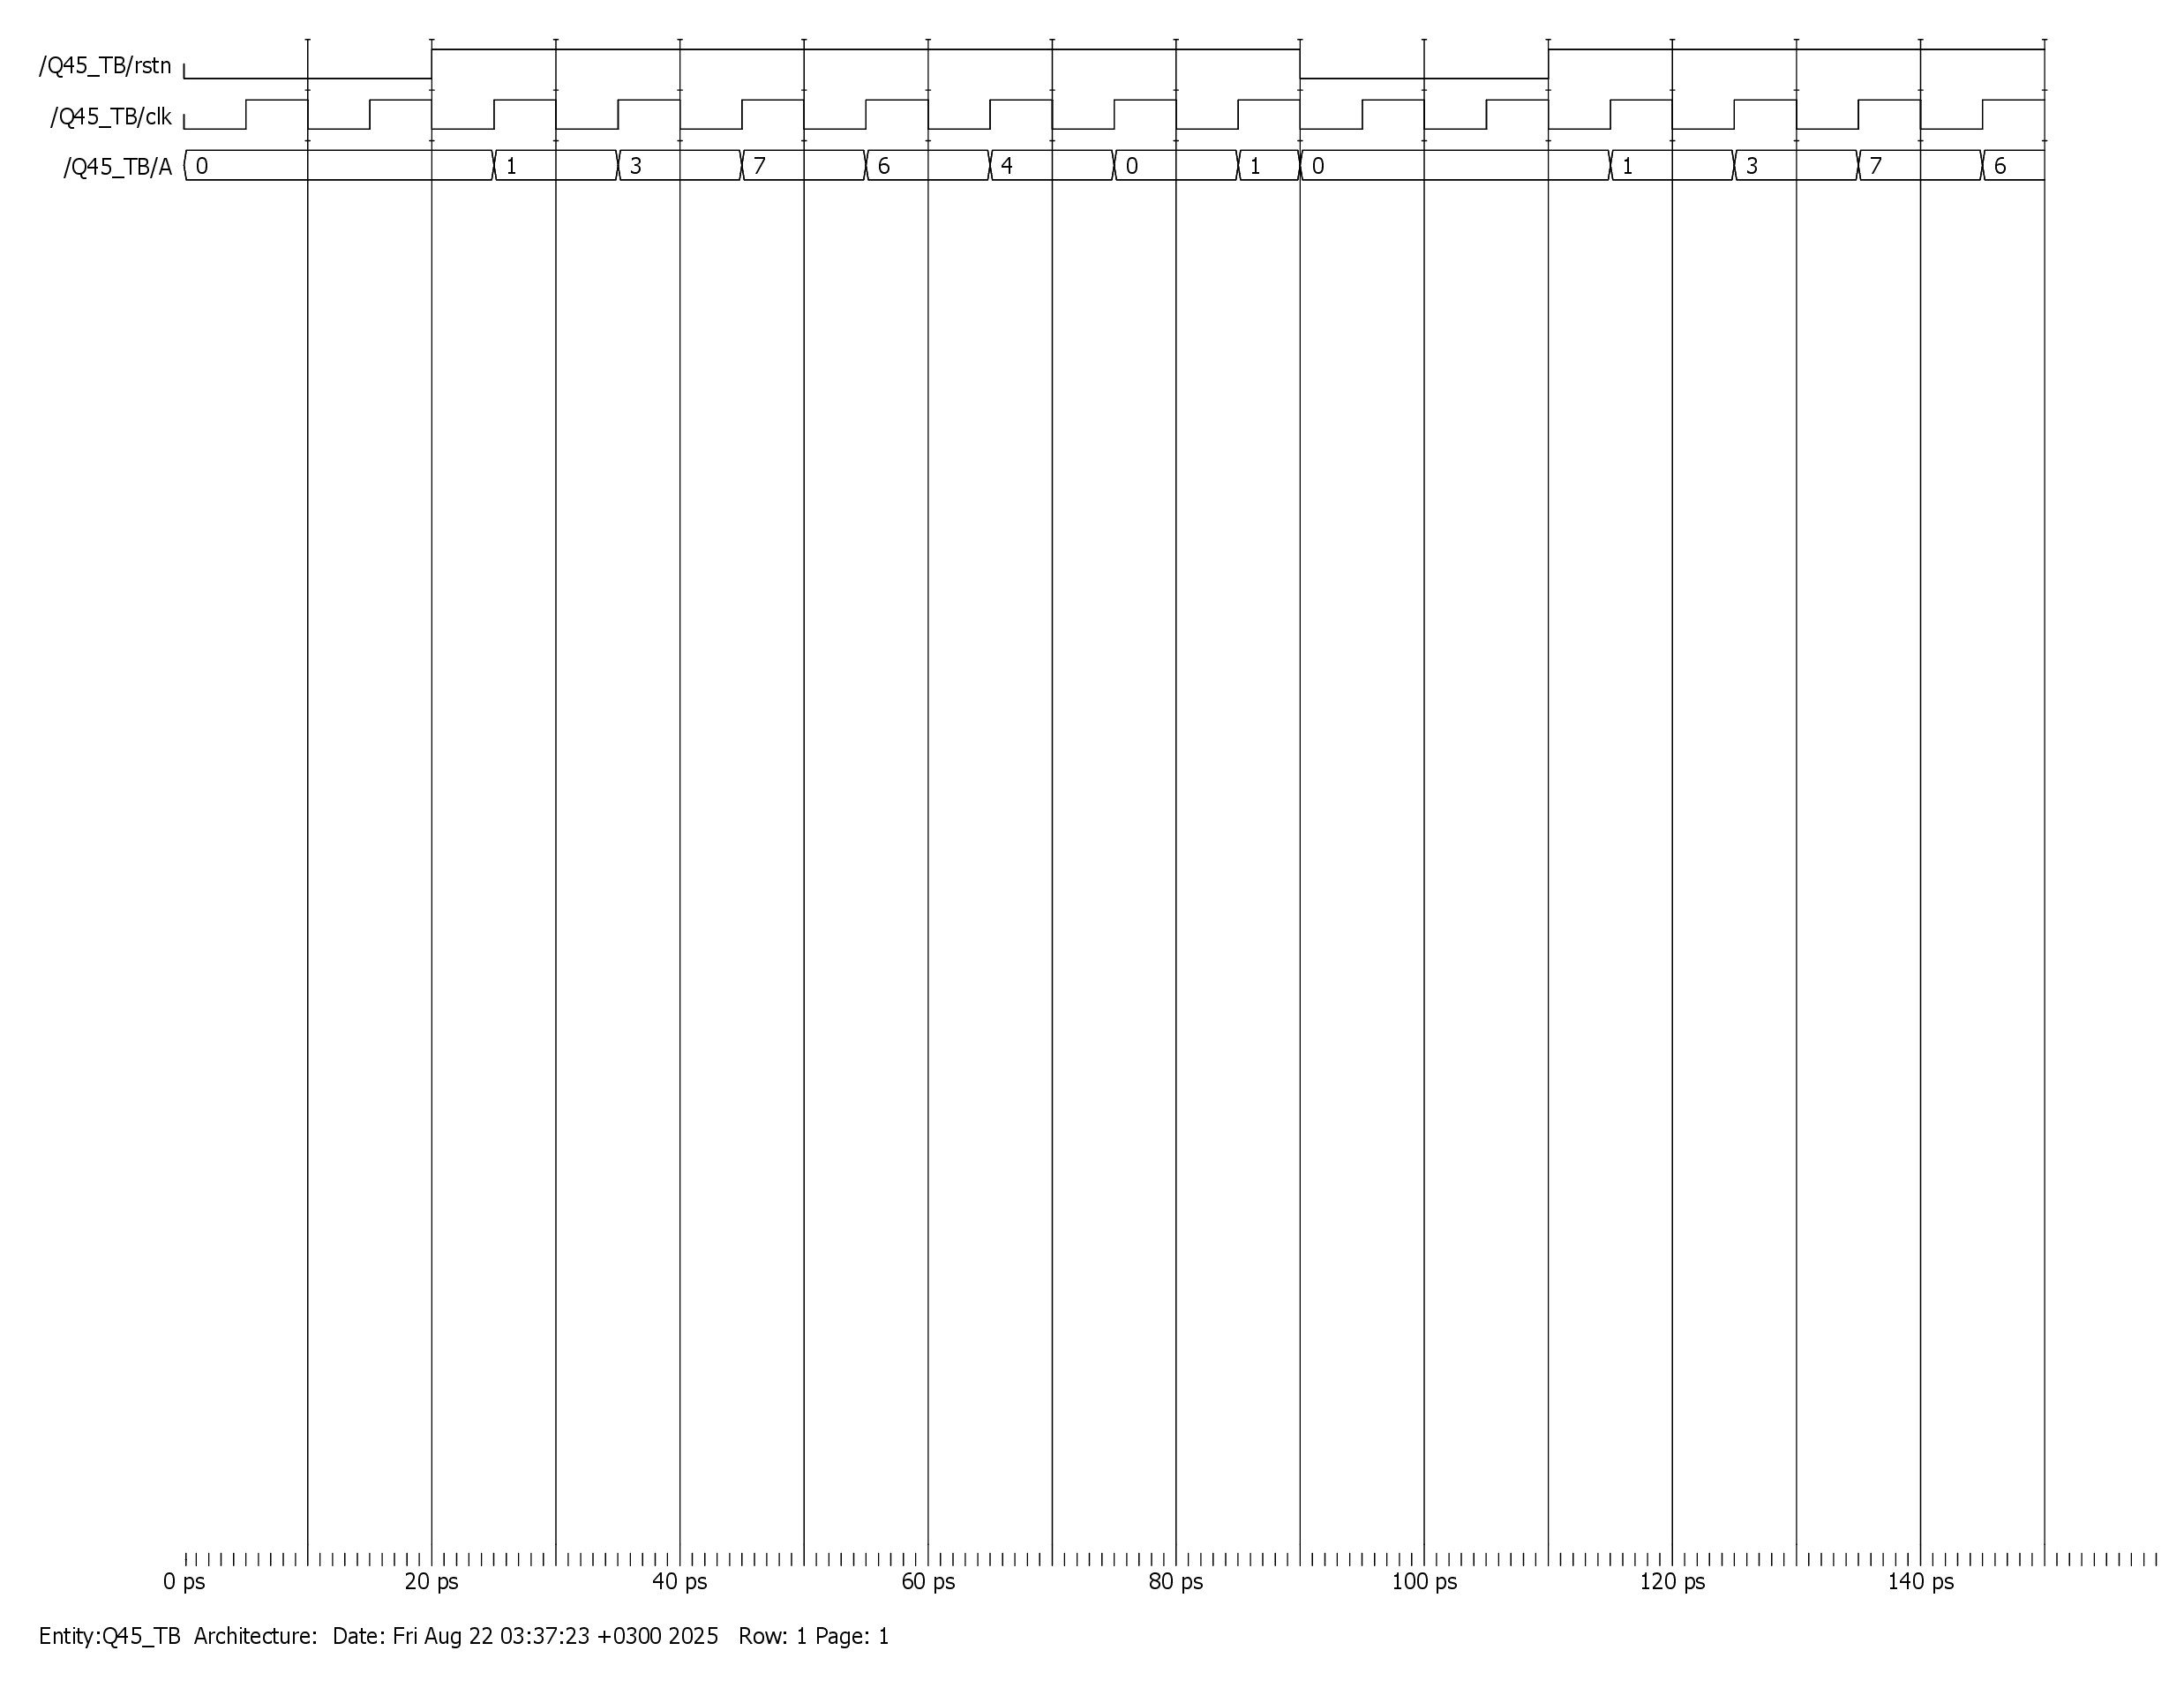 /Q45_TB/rstn
/Q45_TB/clk
/Q45_TB/A 0 1 3 7 6 4 0 1 0 1 3 7 6
0 ps 20 ps 40 ps 60 ps 80 ps 100 ps 120 ps 140 ps
Entity:Q45_TB Architecture: Date: Fri Aug 22 03:37:23 +0300 2025 Row: 1 Page: 1